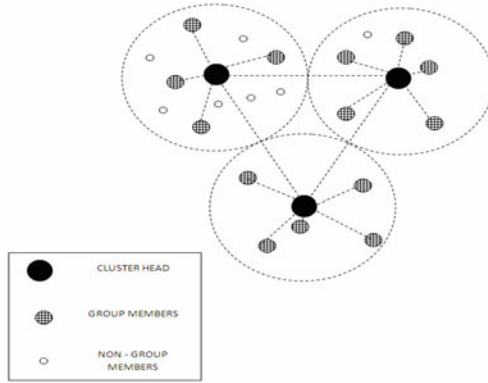 CLUSTER HEAD
GROUP MEMBERS
NON - GROUP
MEMBERS